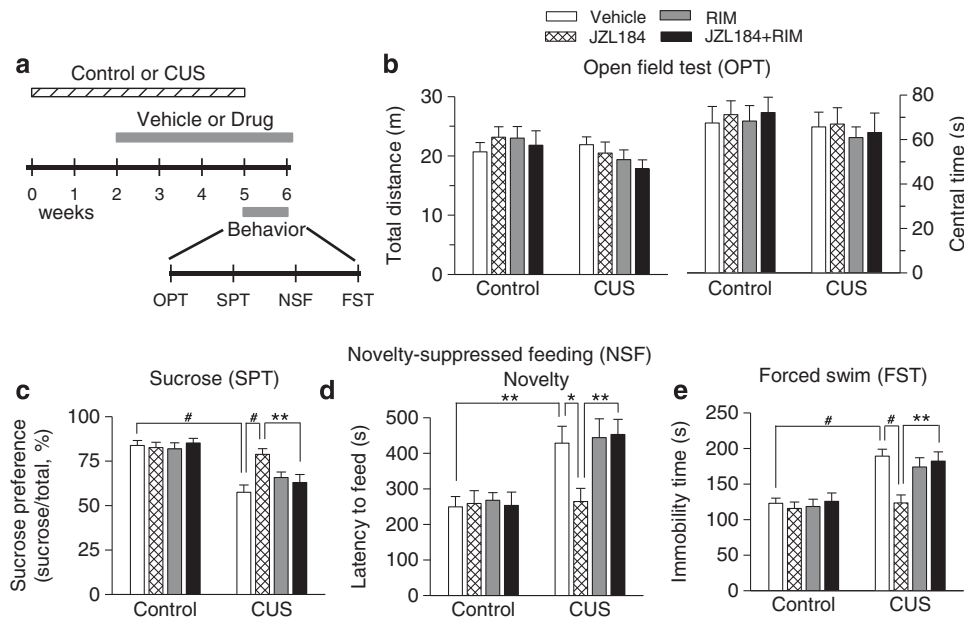 Vehicle RIM
JZL184 JZL184+RIM
a
Control or CUS
Vehicle or Drug
0 1 2 3 4 5 6
weeks
Behavior
OPT SPT NSF FST
b
Open field test (OPT)
Total distance (m)
30
20
10
0
Control CUS
Central time (s)
80
60
40
20
0
Control CUS
c
Sucrose (SPT)
Sucrose preference
(sucrose/total, %)
100
75
50
25
0
# # **
Control CUS
Novelty-suppressed feeding (NSF)
d
Novelty
Latency to feed (s)
500
400
300
200
100
0
** * **
Control CUS
e
Forced swim (FST)
Immobility time (s)
250
200
150
100
50
0
# # **
Control CUS